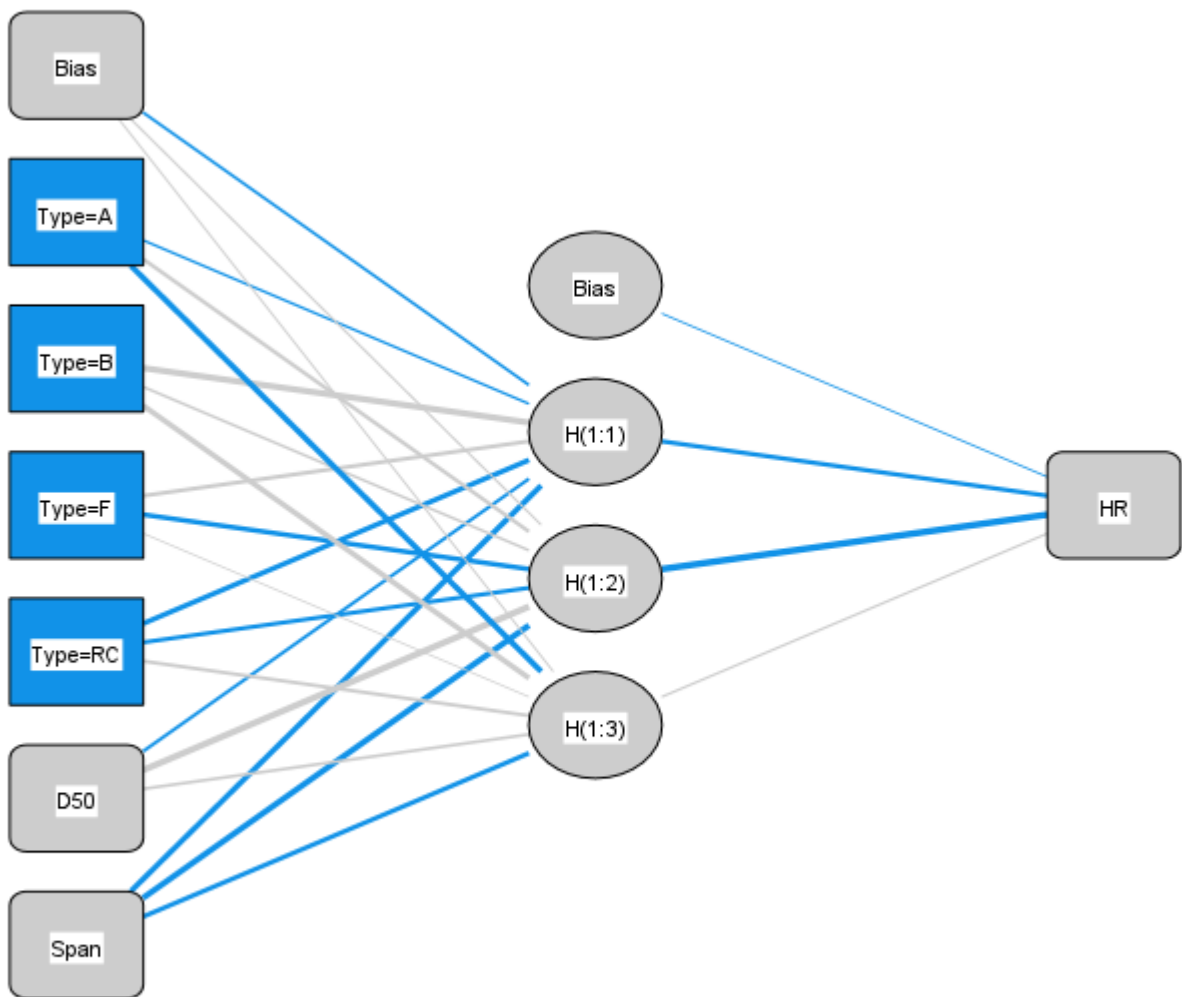 Bias
Type=A
Type=B
Type=F
Type=RC
D50
Span
Bias
H(1:1)
H(1:2)
H(1:3)
HR